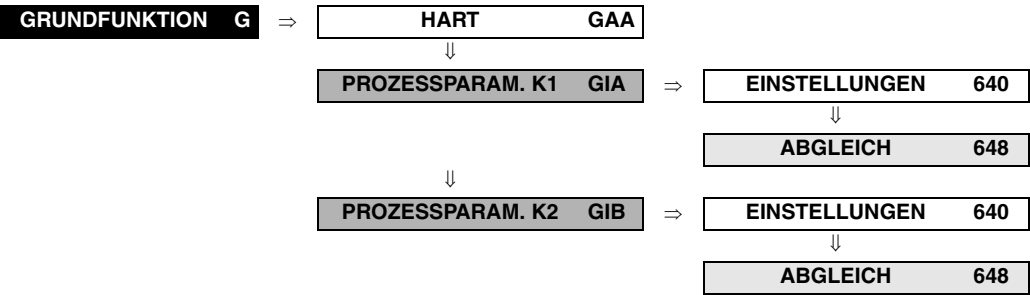 GRUNDFUNKTION G ⇒ HART GAA
⇓
PROZESSPARAM. K1 GIA ⇒ EINSTELLUNGEN 640
⇓
ABGLEICH 648
⇓
PROZESSPARAM. K2 GIB ⇒ EINSTELLUNGEN 640
⇓
ABGLEICH 648